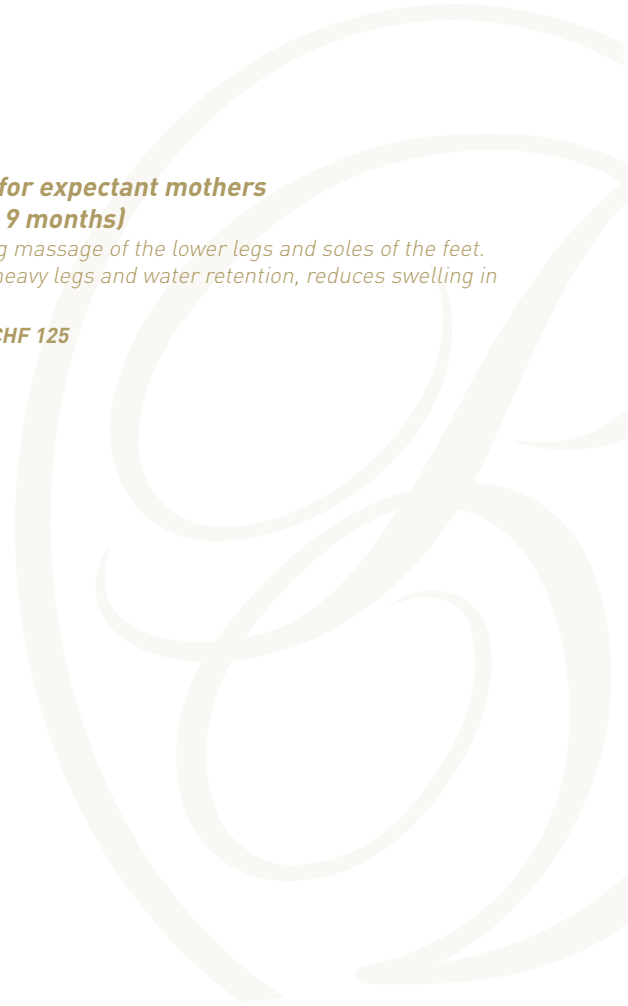 for expectant mothers
9 months)
massage of the lower legs and soles of the feet.
heavy legs and water retention, reduces swelling in
CHF 125